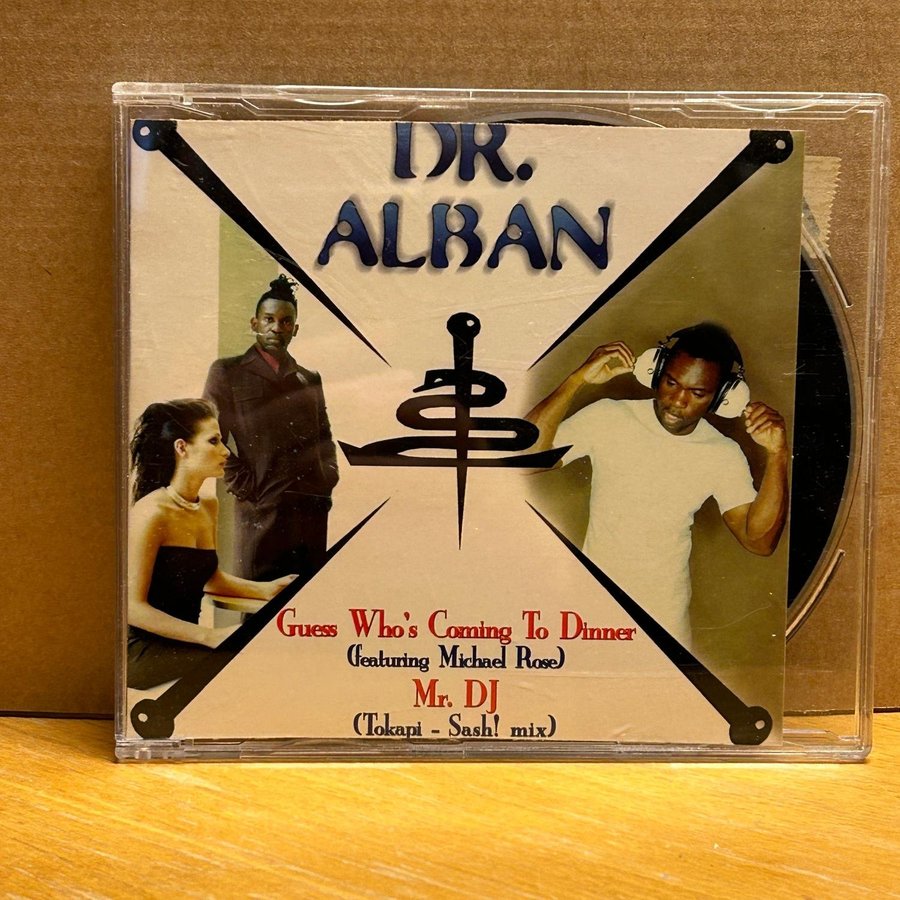 DR.
ALBAN
Guess Who's Coming To Dinner
(featuring Michael Rose)
Mr. DJ
(Tokapi - Sash! mix)